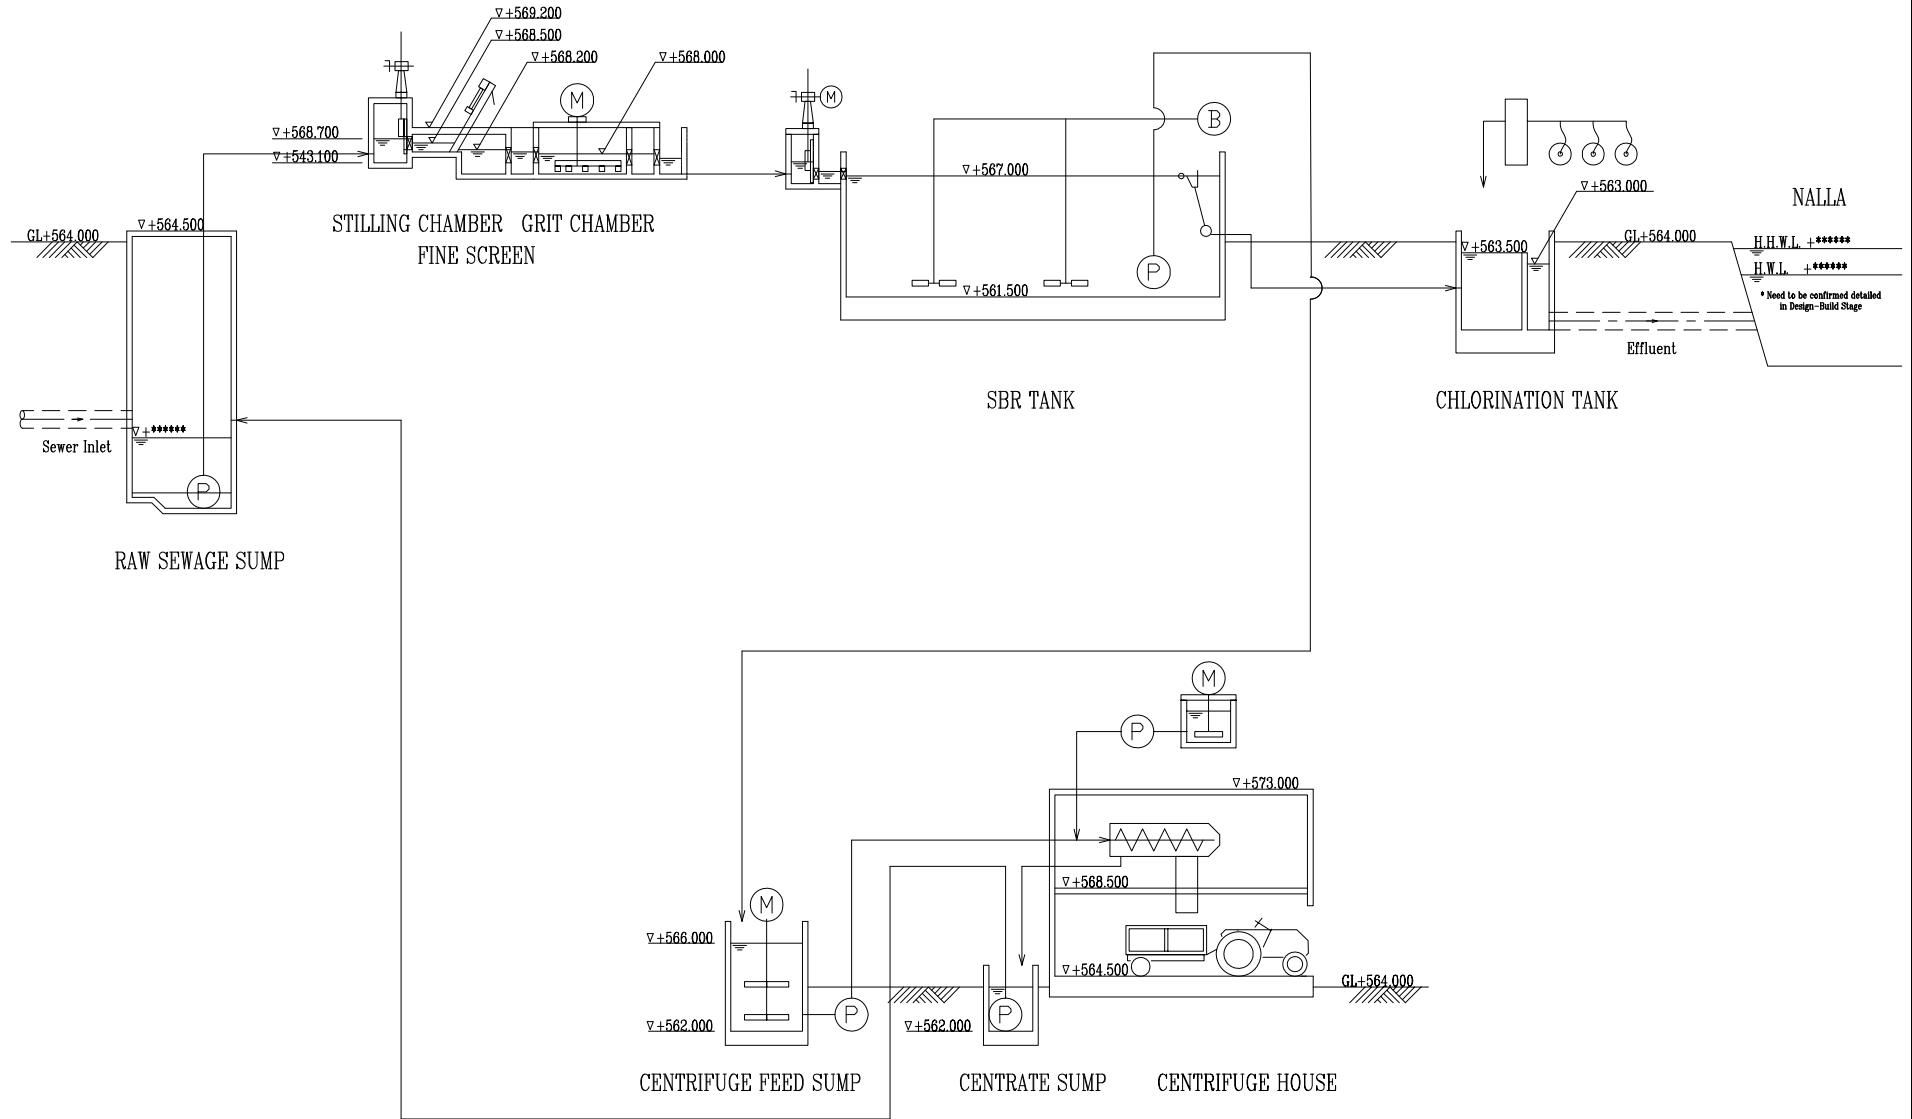 ▽+569.200
▽+568.500
▽+568.200
▽+568.000
M
M
▽+568.700
▽+543.100
B
▽+567.000
▽+563.000
NALLA
STILLING CHAMBER GRIT CHAMBER
FINE SCREEN
▽+564.500
GL+564.000
▽+563.500
GL+564.000
H.H.W.L. +******
H.W.L. +******
* Need to be confirmed detailed
in Design-Build Stage
P
▽+561.500
Effluent
SBR TANK
CHLORINATION TANK
▽+******
Sewer Inlet
P
RAW SEWAGE SUMP
M
P
▽+573.000
▽+568.500
M
▽+566.000
▽+564.500
GL+564.000
▽+562.000
P
▽+562.000
P
CENTRIFUGE FEED SUMP
CENTRATE SUMP
CENTRIFUGE HOUSE